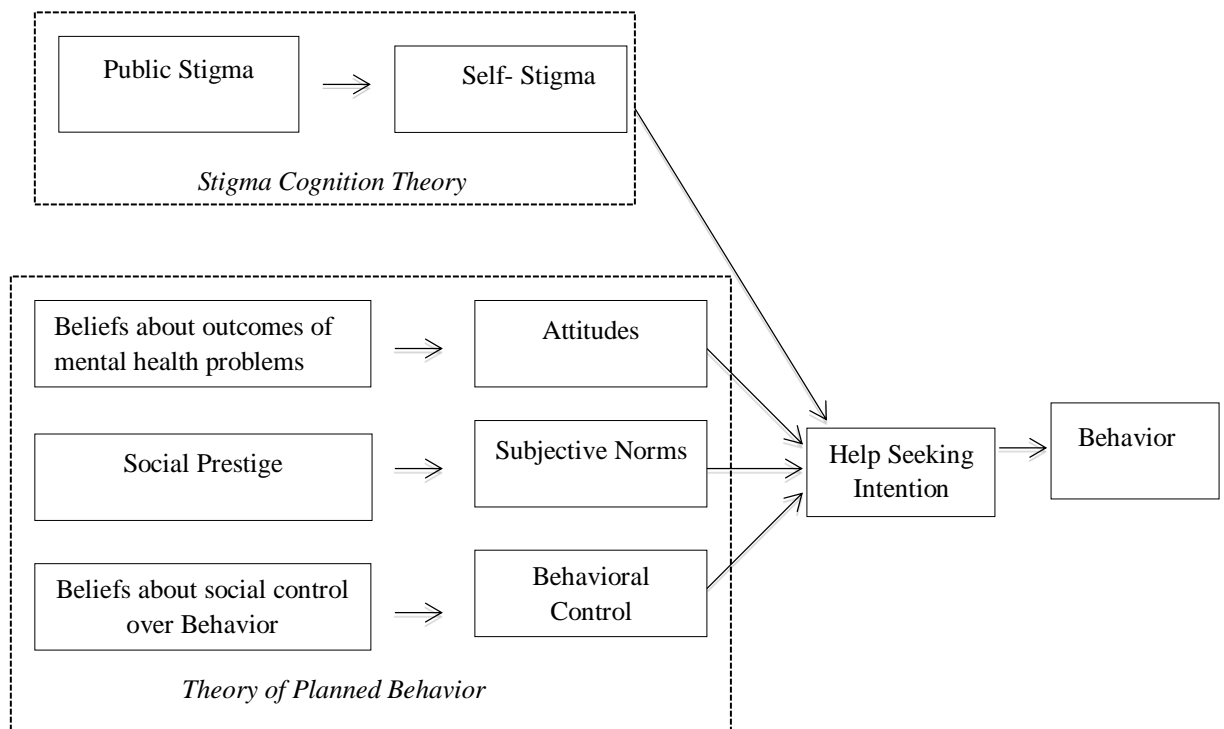 Public Stigma
Self- Stigma
Stigma Cognition Theory
Beliefs about outcomes of
mental health problems
Attitudes
Social Prestige
Subjective Norms
Beliefs about social control
over Behavior
Behavioral
Control
Theory of Planned Behavior
Help Seeking
Intention
Behavior